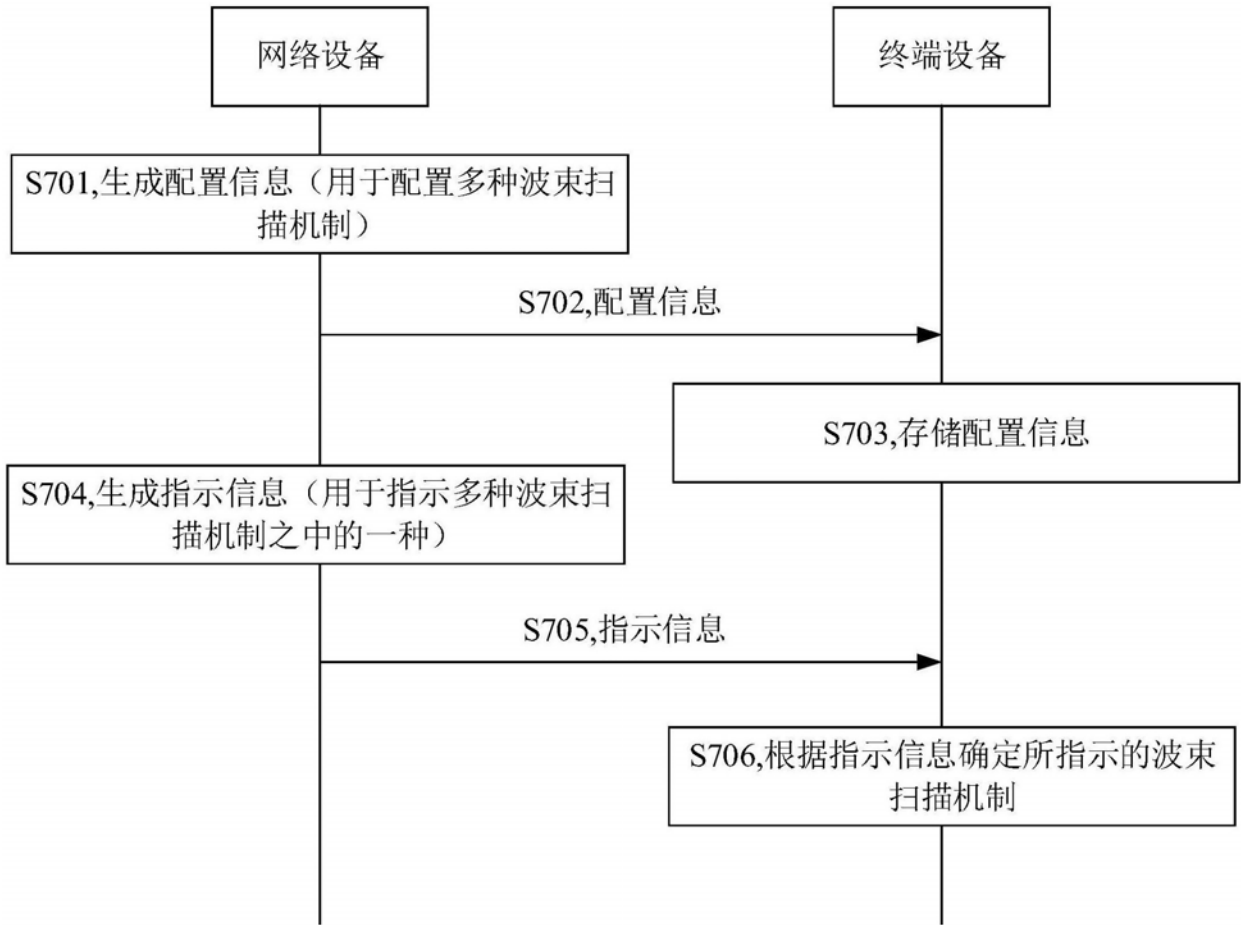 网络设备
终端设备
S701,生成配置信息（用于配置多种波束扫
描机制）
S702,配置信息
S703,存储配置信息
S704,生成指示信息（用于指示多种波束扫
描机制之中的一种）
S705,指示信息
S706,根据指示信息确定所指示的波束
扫描机制